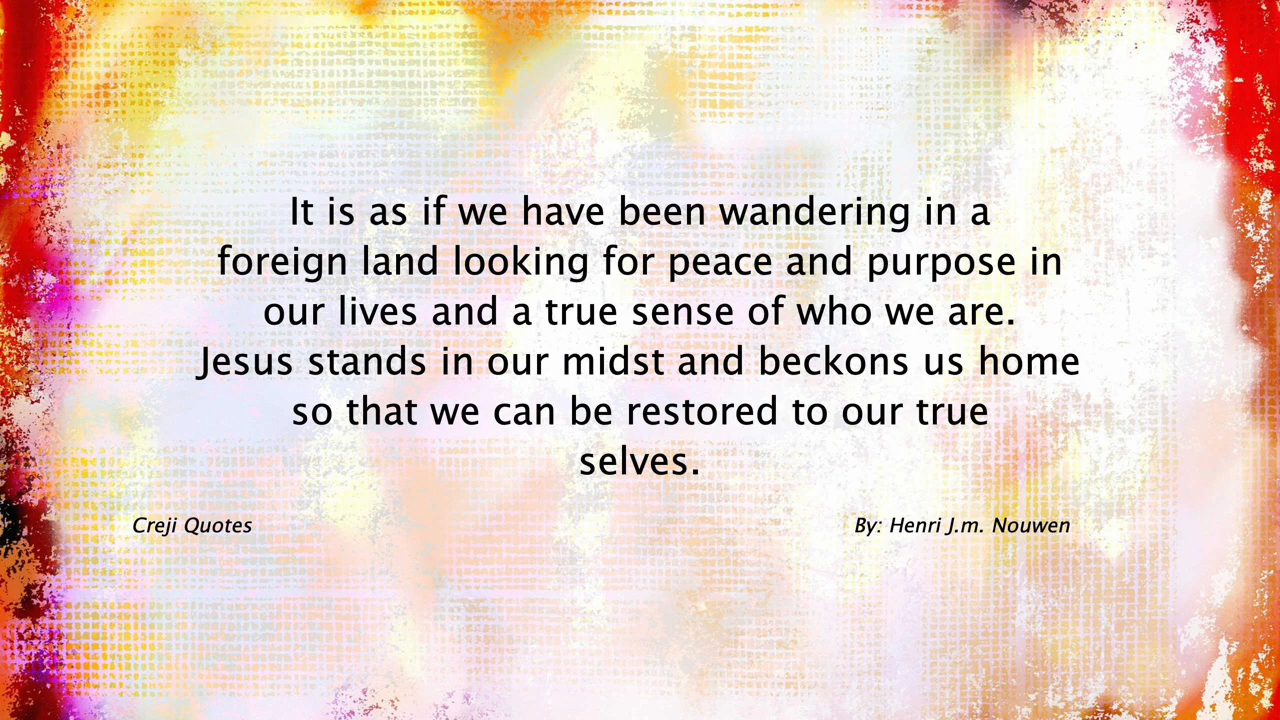 It is as if we have been wandering in a
foreign land looking for peace and purpose in
our lives and a true sense of who we are.
Jesus stands in our midst and beckons us home
so that we can be restored to our true
selves.
Creji Quotes
By: Henri J.m. Nouwen